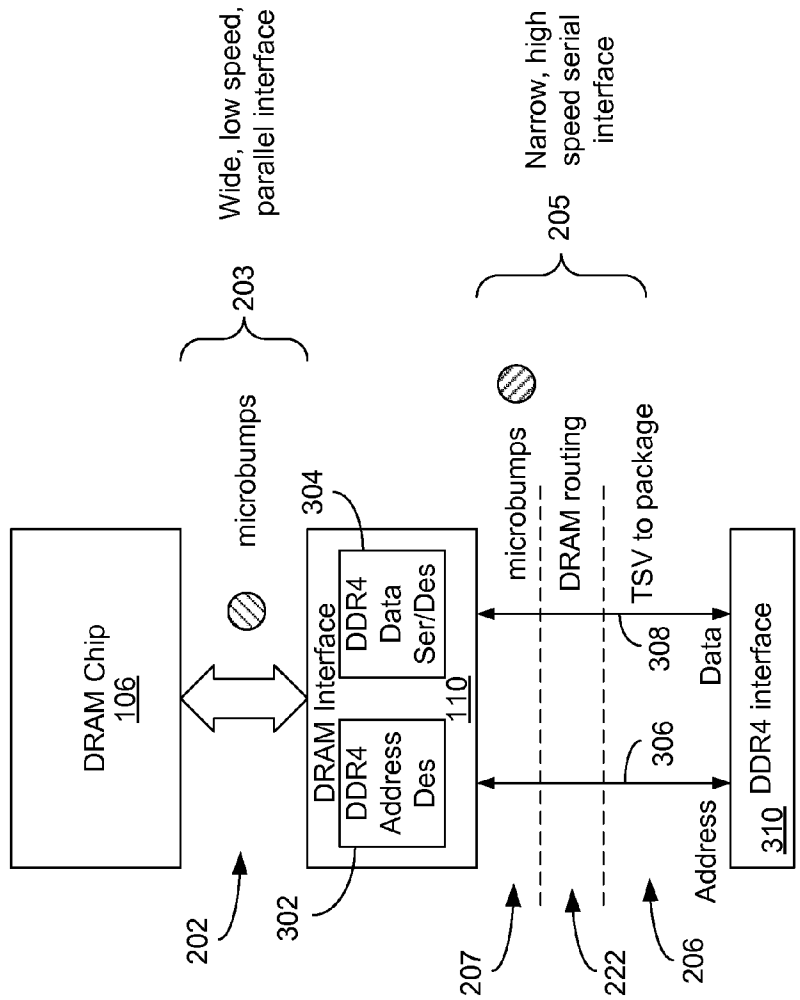 DRAM Chip
106
202
microbumps
203
Wide, low speed,
parallel interface
302
304
DRAM Interface
DDR4
Address
Des
DDR4
Data
Ser/Des
110
207
microbumps
222
DRAM routing
206
TSV to package
205
Narrow, high
speed serial
interface
306
308
Address
Data
310
DDR4 interface